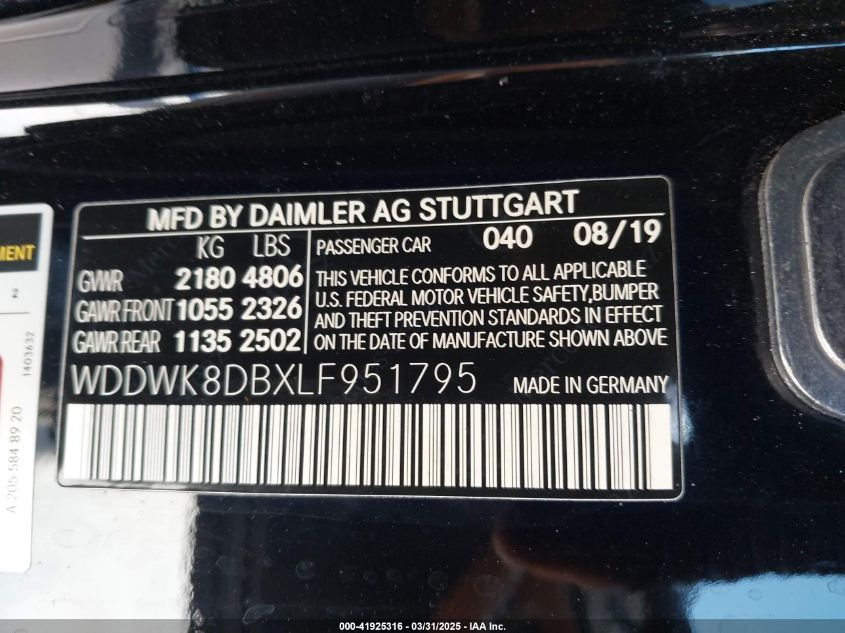 MFD BY DAIMLER AG STUTTGART
KG LBS PASSENGER CAR 040 08/19
GVWR 2180 4806
GAWR FRONT 1055 2326
GAWR REAR 1135 2502
THIS VEHICLE CONFORMS TO ALL APPLICABLE
U.S. FEDERAL MOTOR VEHICLE SAFETY,BUMPER
AND THEFT PREVENTION STANDARDS IN EFFECT
ON THE DATE OF MANUFACTURE SHOWN ABOVE
WDDWK8DBXLF951795 MADE IN GERMANY
MENT
2
1403632
A 205 584 89 20
000-41925316 - 03/31/2025 - IAA Inc.